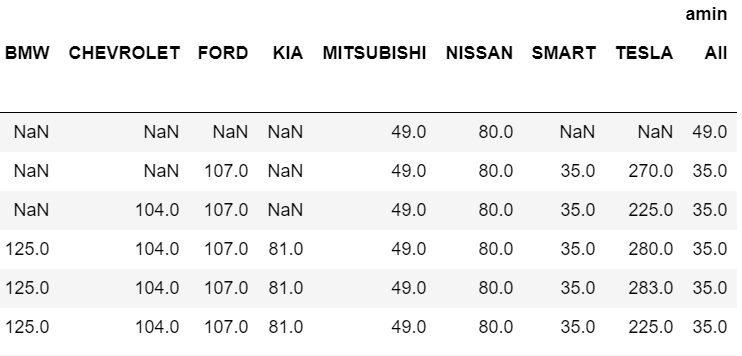 amin
BMW CHEVROLET FORD KIA MITSUBISHI NISSAN SMART TESLA All
NaN NaN NaN NaN 49.0 80.0 NaN NaN 49.0
NaN NaN 107.0 NaN 49.0 80.0 35.0 270.0 35.0
NaN 104.0 107.0 NaN 49.0 80.0 35.0 225.0 35.0
125.0 104.0 107.0 81.0 49.0 80.0 35.0 280.0 35.0
125.0 104.0 107.0 81.0 49.0 80.0 35.0 283.0 35.0
125.0 104.0 107.0 81.0 49.0 80.0 35.0 225.0 35.0